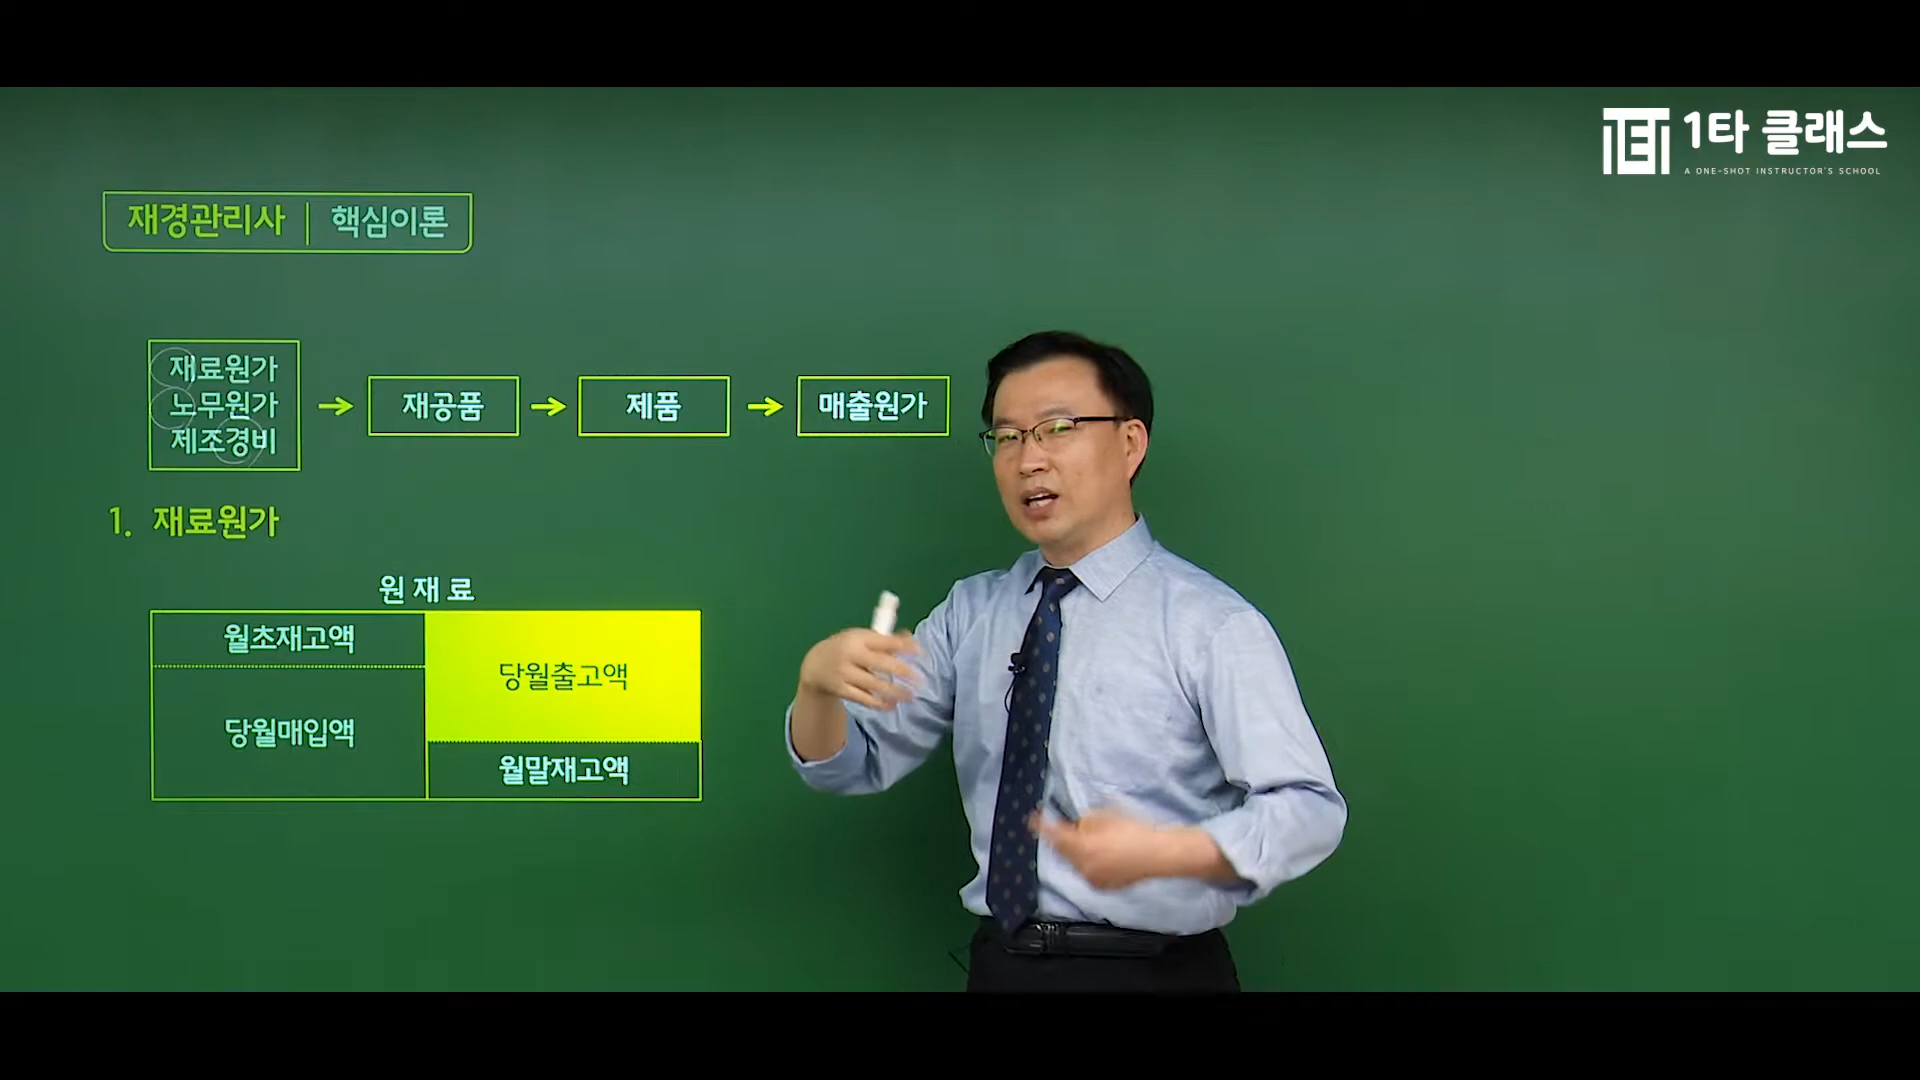 1타 클래스
A ONE-SHOT INSTRUCTOR'S SCHOOL
재경관리사 | 핵심이론
재료원가
노무원가
제조경비
재공품
제품
매출원가
1. 재료원가
원 재 료
월초재고액
당월출고액
당월매입액
월말재고액